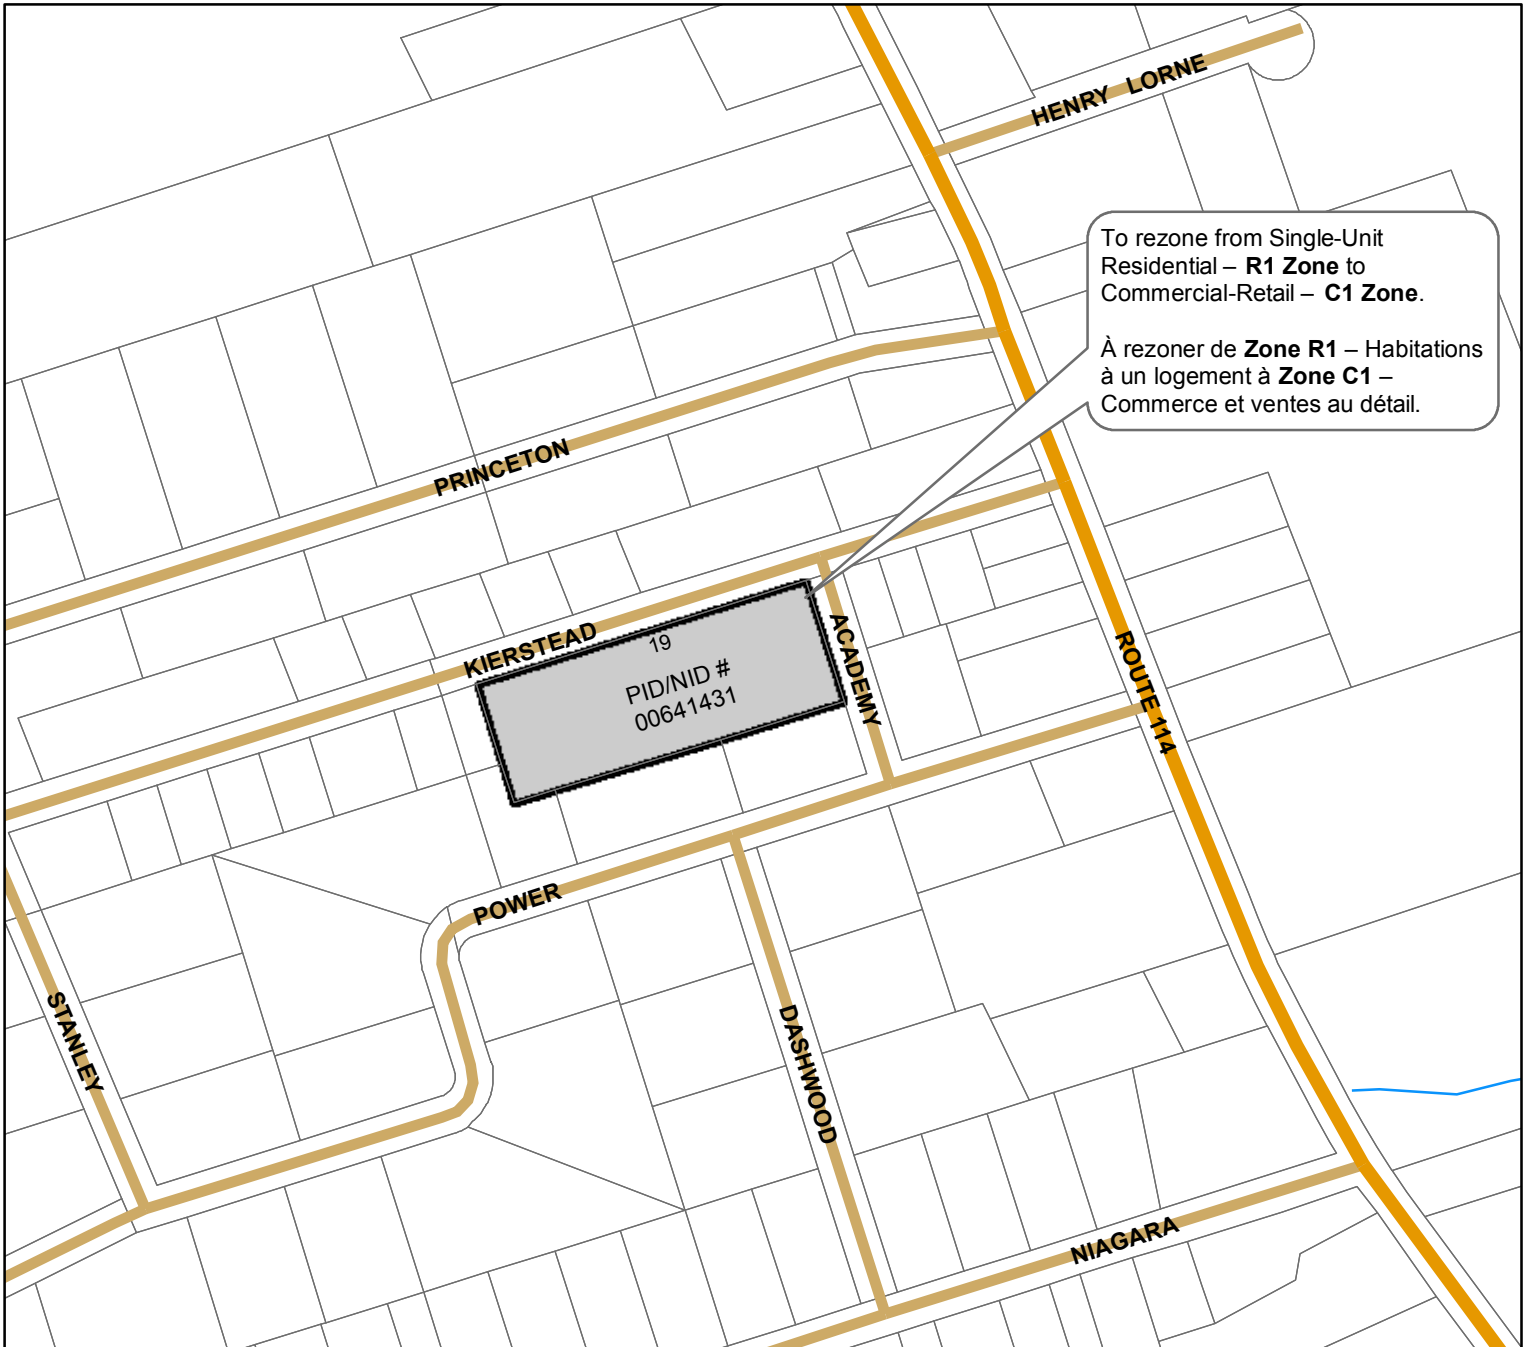 HENRY LORNE
To rezone from Single-Unit
Residential – R1 Zone to
Commercial-Retail – C1 Zone.
À rezoner de Zone R1 – Habitations
à un logement à Zone C1 –
Commerce et ventes au détail.
PRINCETON
KIERSTEAD
19
PID/NID #
00641431
ACADEMY
ROUTE 114
POWER
STANLEY
DASHWOOD
NIAGARA